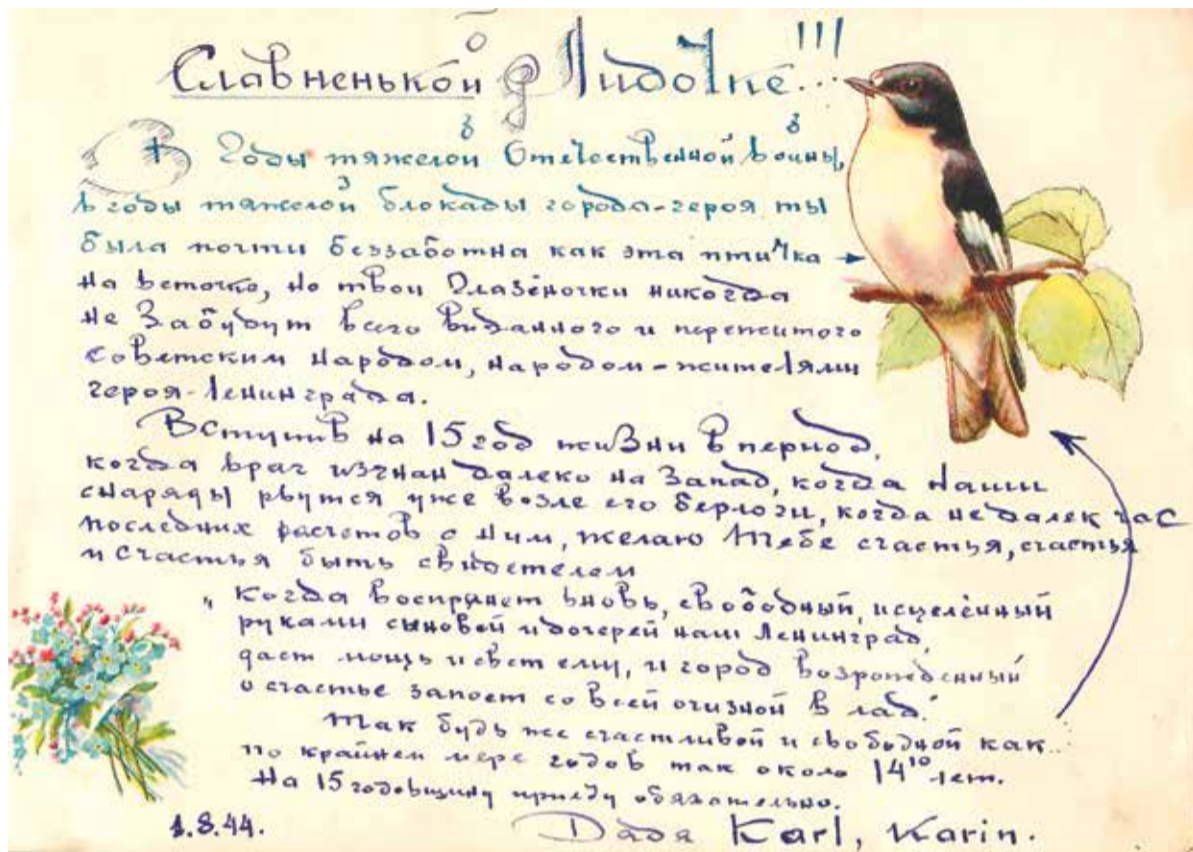 Славненькой Лидочке..!!!
В годы тяжелой Отечественной войны,
в годы тяжелой блокады города-героя ты
была почти беззаботна как эта птичка
на веточке, но твои глазёночки никогда
не забудут всего виданного и пережитого
советским народом, народом-жителями
героя-Ленинграда.
Вступив на 15 год жизни в период,
когда враг изгнан далеко на Запад, когда наши
снаряды рвутся уже возле его берлоги, когда недалек час
последних расчетов с ним, желаю тебе счастья, счастья
и счастья быть свидетелем
„ когда воспрянет вновь, свободный, исцелённый
руками сыновей и дочерей наш Ленинград,
даст мощь и свет ему, и город возрожденный
о счастье запоет со всей отчизной в лад."
Так будь же счастливой и свободной как...
по крайней мере годов так около 14¹⁰ лет.
На 15 годовщину приеду обязательно.
1.8.44.
Дядя Karl, Karin.